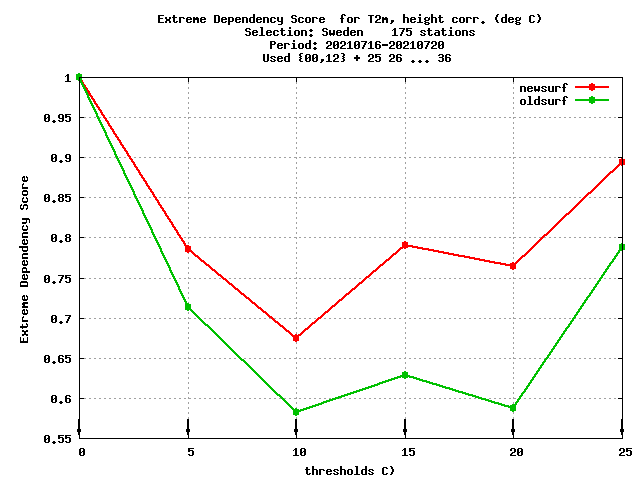 Extreme Dependency Score  for T2m, height corr. (deg C)
Selection: Sweden    175 stations
Period: 20210716-20210720
Used {00,12} + 25 26 ... 36
newsurf
oldsurf
Extreme Dependency Score
1
0.95
0.9
0.85
0.8
0.75
0.7
0.65
0.6
0.55
0 5 10 15 20 25
thresholds C)